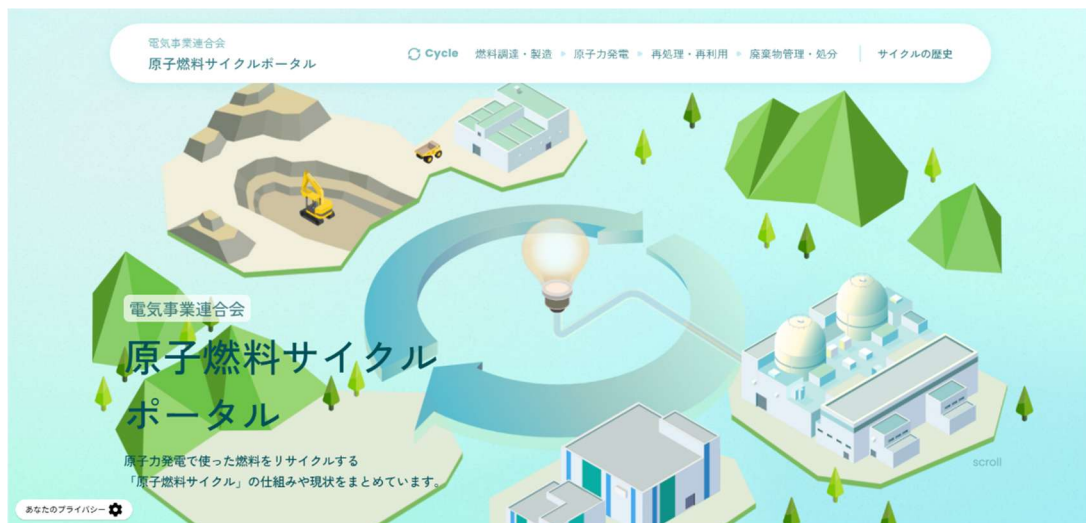 電気事業連合会
原子燃料サイクルポータル
Cycle 燃料調達・製造 原子力発電 再処理・再利用 廃棄物管理・処分 サイクルの歴史
電気事業連合会
原子燃料サイクル
ポータル
原子力発電で使った燃料をリサイクルする
「原子燃料サイクル」の仕組みや現状をまとめています。
scroll
あなたのプライバシー